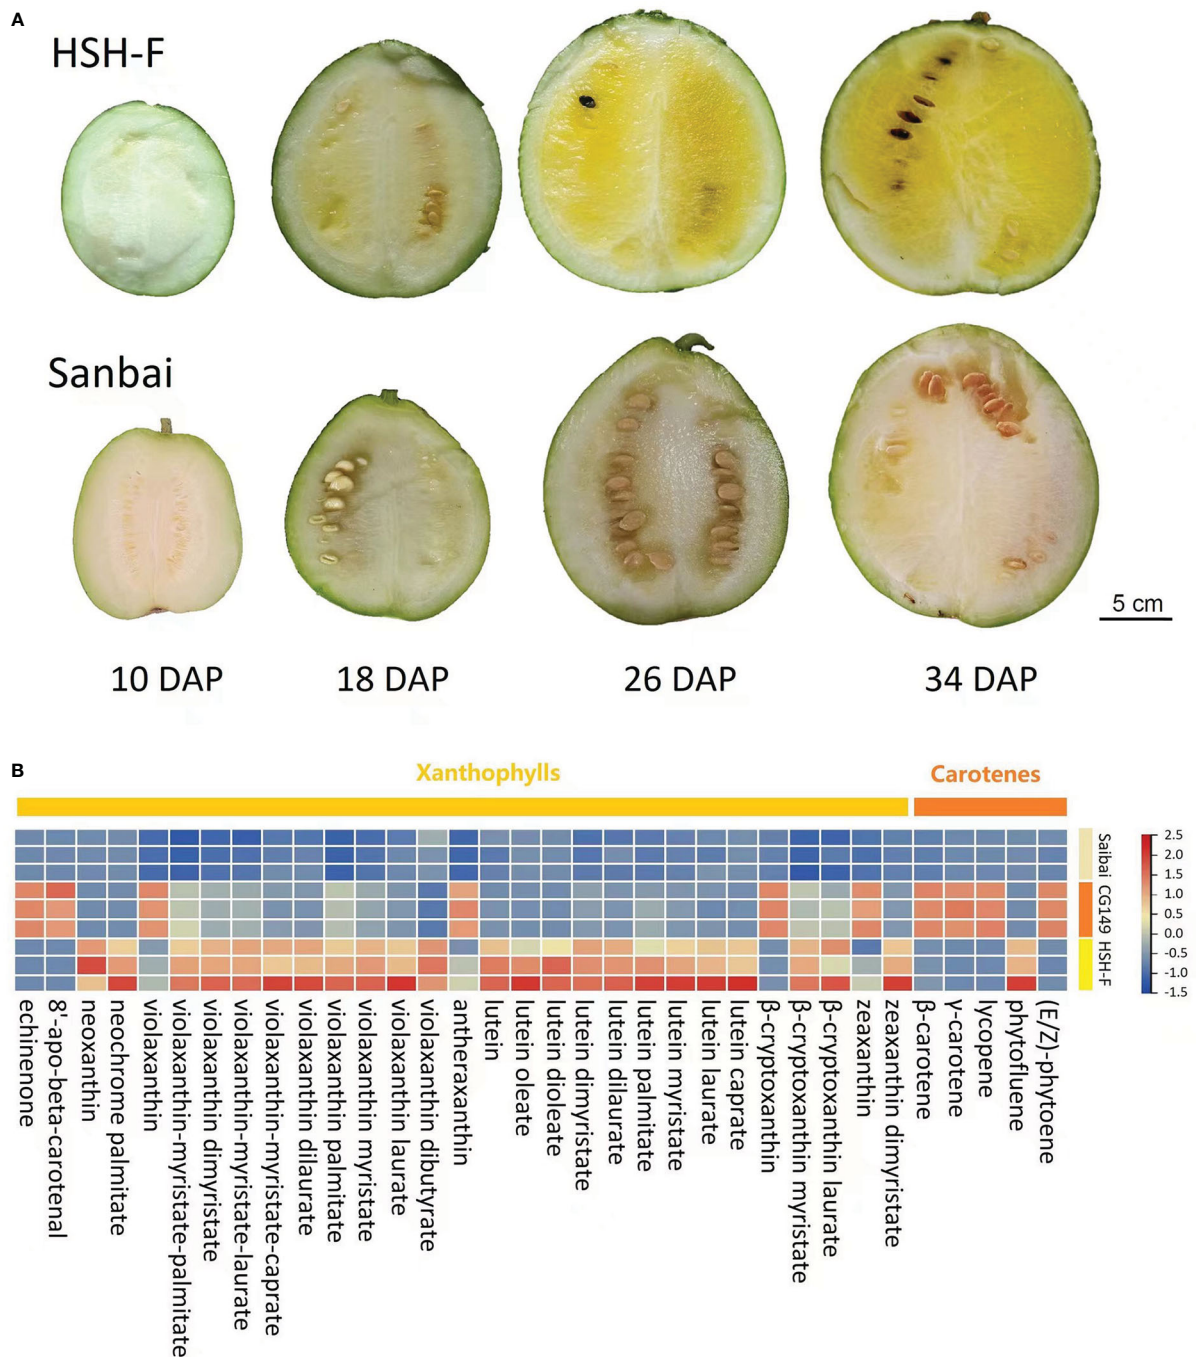 A
HSH-F
Sanbai
5 cm
10 DAP
18 DAP
26 DAP
34 DAP
B
Xanthophylls
Carotenes
Saibai
CG149
HSH-F
2.5
2.0
1.5
1.0
0.5
0.0
-0.5
-1.0
-1.5
echinenone
8'-apo-beta-carotenal
neoxanthin
neochrome palmitate
violaxanthin
violaxanthin-myristate-palmitate
violaxanthin dimyristate
violaxanthin-myristate-laurate
violaxanthin-myristate-caprate
violaxanthin dilaurate
violaxanthin palmitate
violaxanthin myristate
violaxanthin laurate
violaxanthin dibutyrate
antheraxanthin
lutein
lutein oleate
lutein dioleate
lutein dimyristate
lutein dilaurate
lutein palmitate
lutein myristate
lutein laurate
lutein caprate
β-cryptoxanthin
β-cryptoxanthin myristate
β-cryptoxanthin laurate
zeaxanthin
zeaxanthin dimyristate
β-carotene
γ-carotene
lycopene
phytofluene
(E/Z)-phytoene